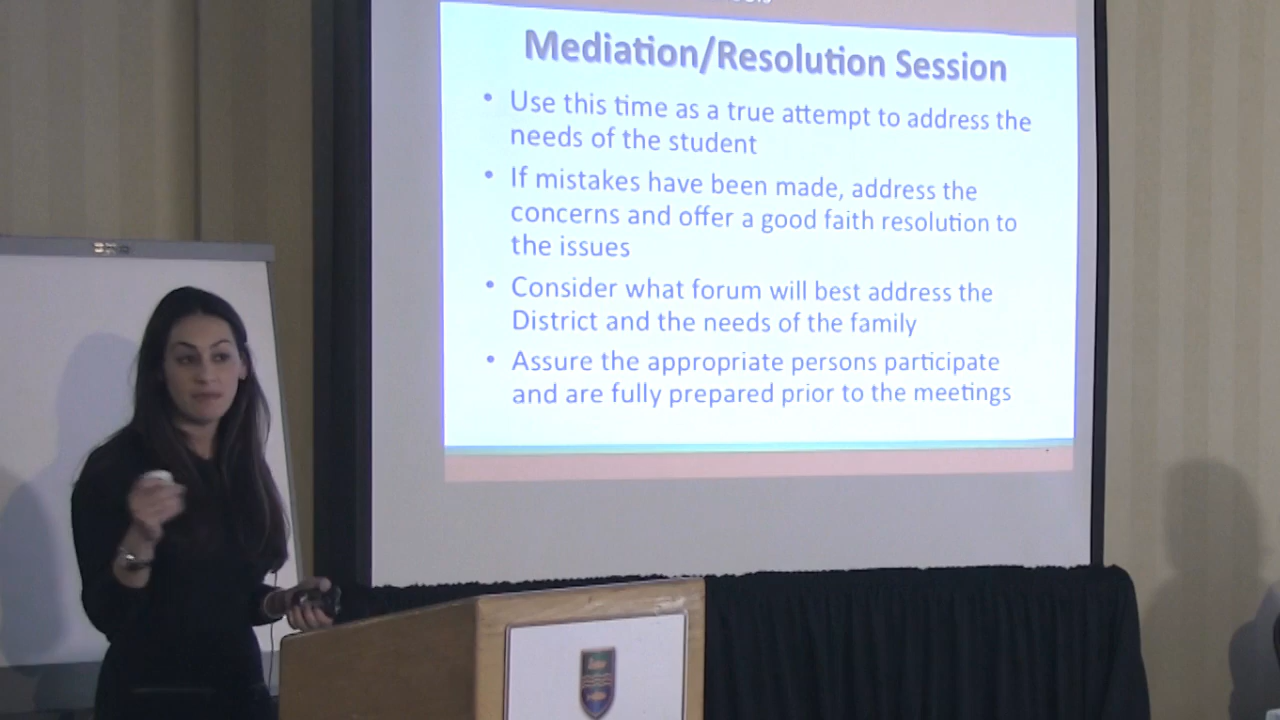 Mediation/Resolution Session
• Use this time as a true attempt to address the
needs of the student
• If mistakes have been made, address the
concerns and offer a good faith resolution to
the issues
• Consider what forum will best address the
District and the needs of the family
• Assure the appropriate persons participate
and are fully prepared prior to the meetings